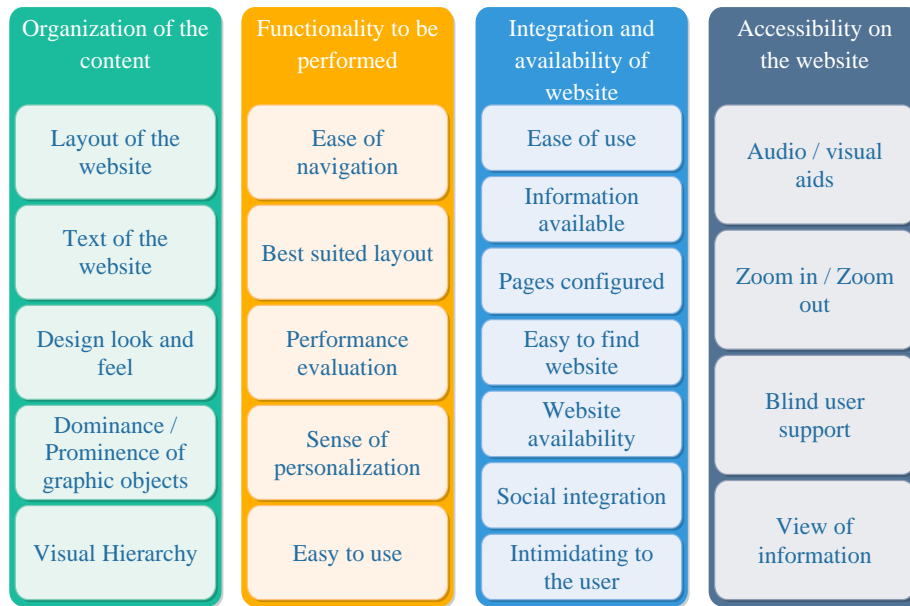 Organization of the
content
Layout of the
website
Text of the
website
Design look and
feel
Dominance /
Prominence of
graphic objects
Visual Hierarchy
Functionality to be
performed
Ease of
navigation
Best suited layout
Performance
evaluation
Sense of
personalization
Easy to use
Integration and
availability of
website
Ease of use
Information
available
Pages configured
Easy to find
website
Website
availability
Social integration
Intimidating to
the user
Accessibility on
the website
Audio / visual
aids
Zoom in / Zoom
out
Blind user
support
View of
information